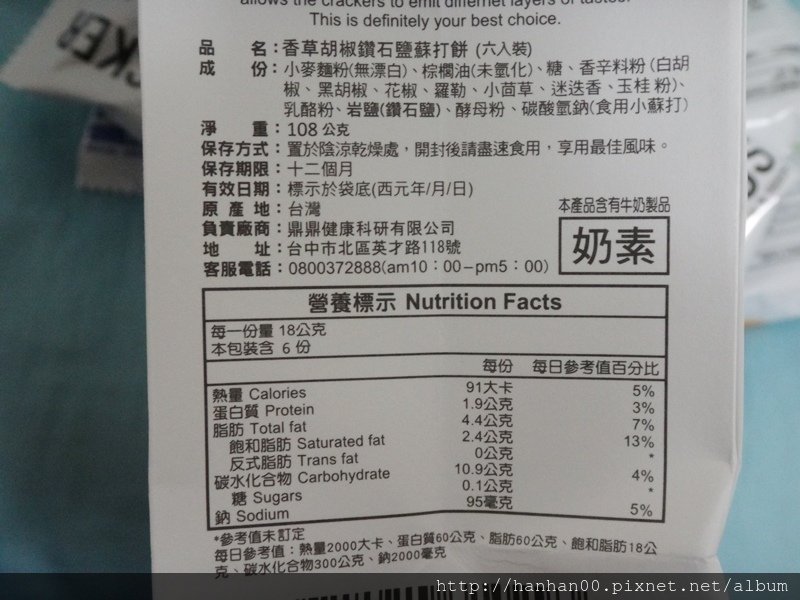 CKER
allows the crackers to emit differnet layers of tastes.
This is definitely your best choice.
品 名：香草胡椒鑽石鹽蘇打餅 (六入裝)
成 份：小麥麵粉(無漂白)、棕櫚油(未氫化)、糖、香辛料粉 (白胡
椒、黑胡椒、花椒、羅勒、小茴草、迷迭香、玉桂 粉)、
乳酪粉、岩鹽(鑽石鹽)、酵母粉、碳酸氫鈉(食用小蘇打)
淨 重：108 公克
保存方式：置於陰涼乾燥處，開封後請盡速食用，享用最佳風味。
保存期限：十二個月
有效日期：標示於袋底(西元年/月/日)
原 產 地：台灣
負責廠商：鼎鼎健康科研有限公司
地 址：台中市北區英才路118號
客服電話：0800372888(am10：00–pm5：00)
本產品含有牛奶製品
奶素
營養標示 Nutrition Facts
每一份量 18公克
本包裝含 6 份
每份 每日參考值百分比
熱量 Calories 91大卡 5%
蛋白質 Protein 1.9公克 3%
脂肪 Total fat 4.4公克 7%
飽和脂肪 Saturated fat 2.4公克 13%
反式脂肪 Trans fat 0公克 *
碳水化合物 Carbohydrate 10.9公克 4%
糖 Sugars 0.1公克 *
鈉 Sodium 95毫克 5%
*參考值未訂定
每日參考值：熱量2000大卡、蛋白質60公克、脂肪60公克、飽和脂肪18公
克、碳水化合物300公克、鈉2000毫克
http://hanhan00.pixnet.net/album